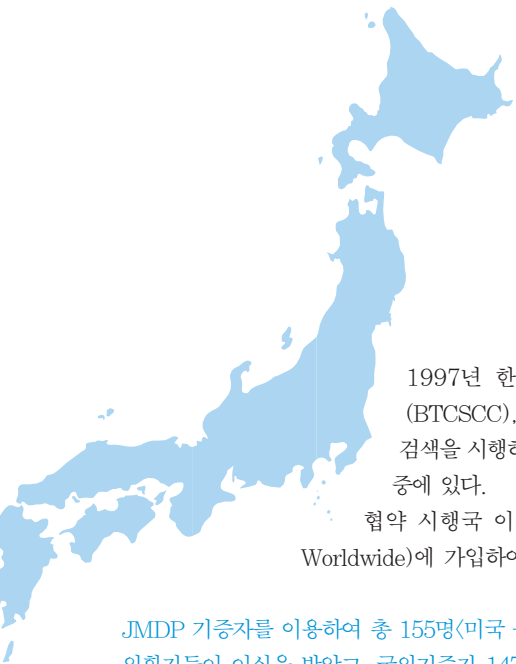 1997년 한
(BTCSCC),
검색을 시행하
중에 있다.
협약 시행국 이
Worldwide)에 가입하여
JMDP 기증자를 이용하여 총 155명<미국